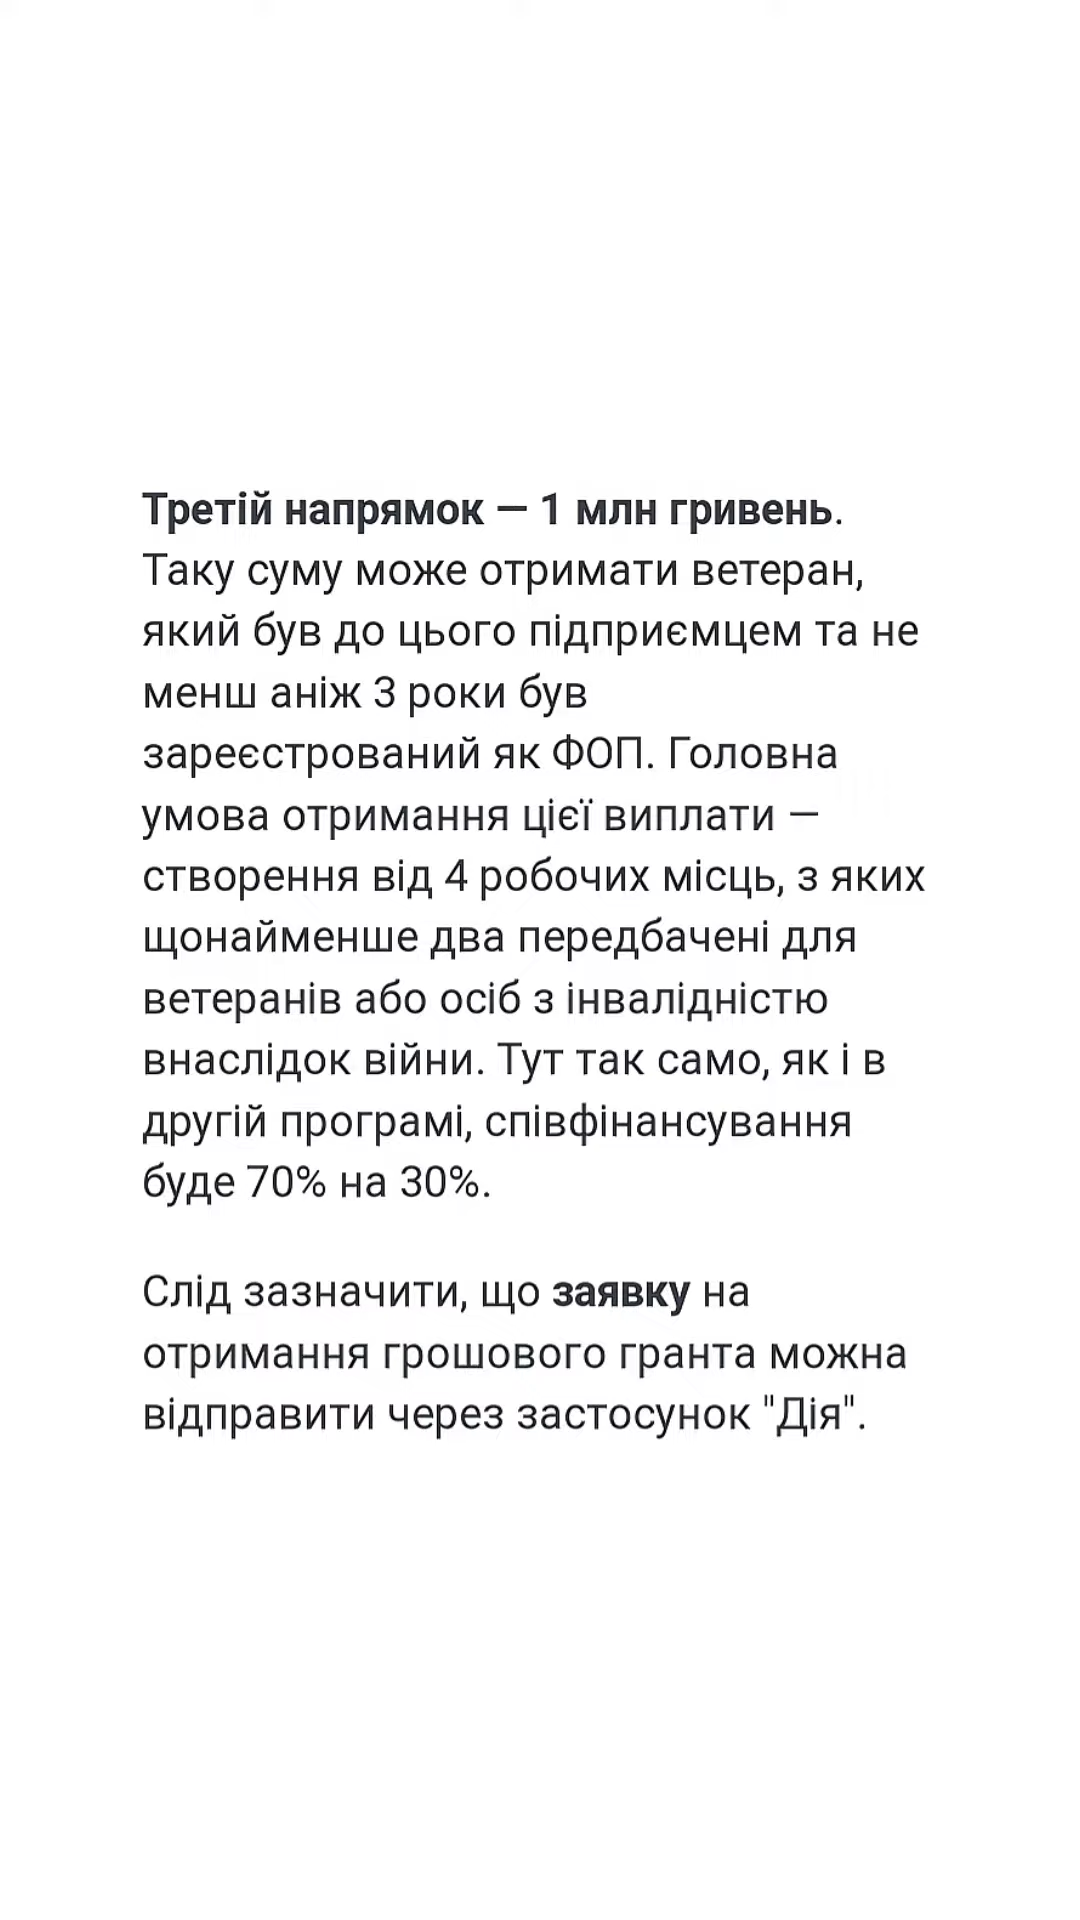 Третій напрямок — 1 млн гривень.
Таку суму може отримати ветеран,
який був до цього підприємцем та не
менш аніж 3 роки був
зареєстрований як ФОП. Головна
умова отримання цієї виплати —
створення від 4 робочих місць, з яких
щонайменше два передбачені для
ветеранів або осіб з інвалідністю
внаслідок війни. Тут так само, як і в
другій програмі, співфінансування
буде 70% на 30%.
Слід зазначити, що заявку на
отримання грошового гранта можна
відправити через застосунок "Дія".